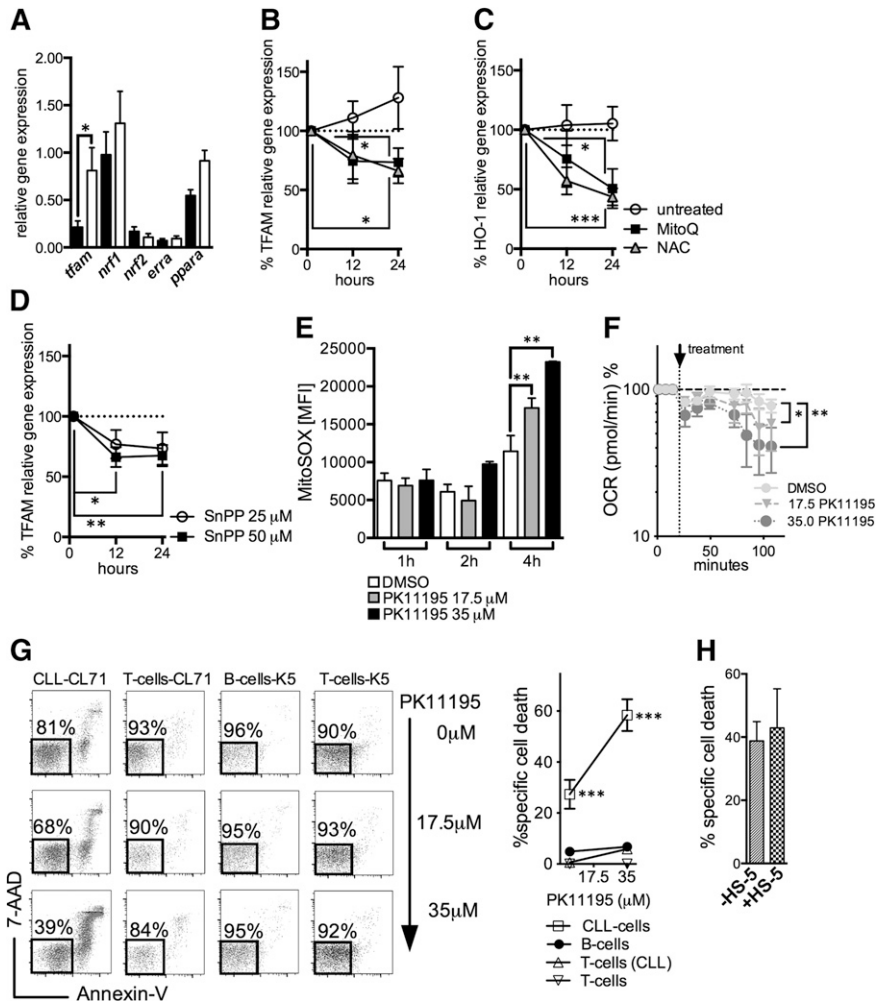 A
relative gene expression
2.00
1.50
1.00
0.50
0.00
*
tfam
nrf1
nrf2
erra
ppara
B
% TFAM relative gene expression
150
100
50
0
*
*
0
12
24
hours
C
% HO-1 relative gene expression
150
100
50
0
*
***
0
12
24
hours
untreated
MitoQ
NAC
D
% TFAM relative gene expression
150
100
50
0
*
**
0
12
24
hours
SnPP 25 µM
SnPP 50 µM
E
MitoSOX [MFI]
25000
20000
15000
10000
5000
0
**
**
1h
2h
4h
DMSO
PK11195 17.5 µM
PK11195 35 µM
F
treatment
OCR (pmol/min) %
100
10
*
**
DMSO
17.5 PK11195
35.0 PK11195
0
50
100
minutes
G
CLL-CL71
T-cells-CL71
B-cells-K5
T-cells-K5
PK11195
81%
93%
96%
90%
0µM
68%
90%
95%
93%
17.5µM
39%
84%
95%
92%
35µM
7-AAD
Annexin-V
%specific cell death
60
40
20
0
***
***
17.5
35
PK11195 (µM)
CLL-cells
B-cells
T-cells (CLL)
T-cells
H
% specific cell death
60
40
20
0
-HS-5
+HS-5